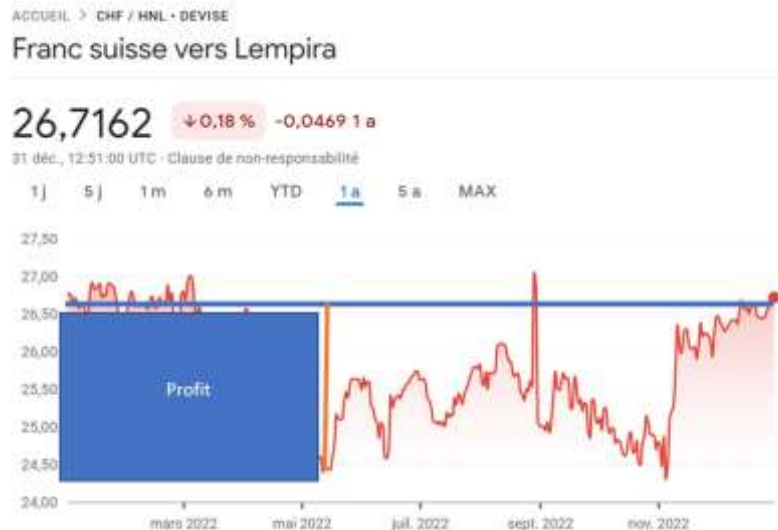 ACCUEIL > CHF / HNL • DEVISE
Franc suisse vers Lempira
26,7162 ↓ 0,18 % -0,0469 1 a
31 déc., 12:51:00 UTC · Clause de non-responsabilité
1 j 5 j 1 m 6 m YTD 1 a 5 a MAX
27,50
27,00
26,50
26,00
25,50
25,00
24,50
24,00
Profit
mars 2022 mai 2022 juil. 2022 sept. 2022 nov. 2022